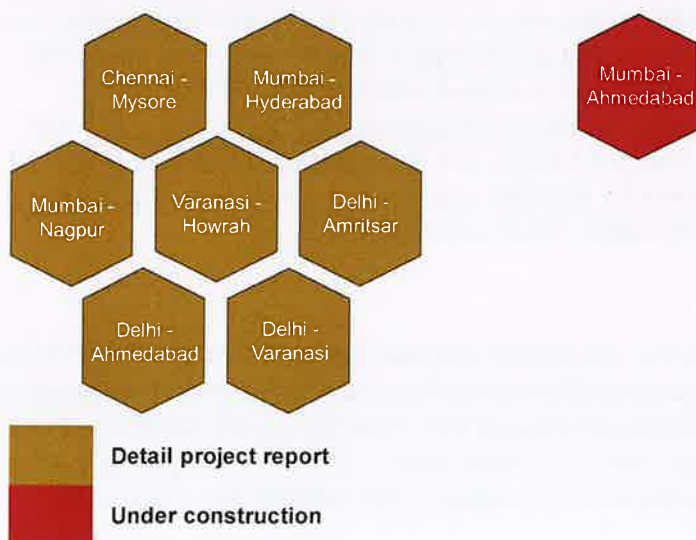 Chennai -
Mysore
Mumbai -
Hyderabad
Mumbai -
Ahmedabad
Mumbai -
Nagpur
Varanasi -
Howrah
Delhi -
Amritsar
Delhi -
Ahmedabad
Delhi -
Varanasi
Detail project report
Under construction